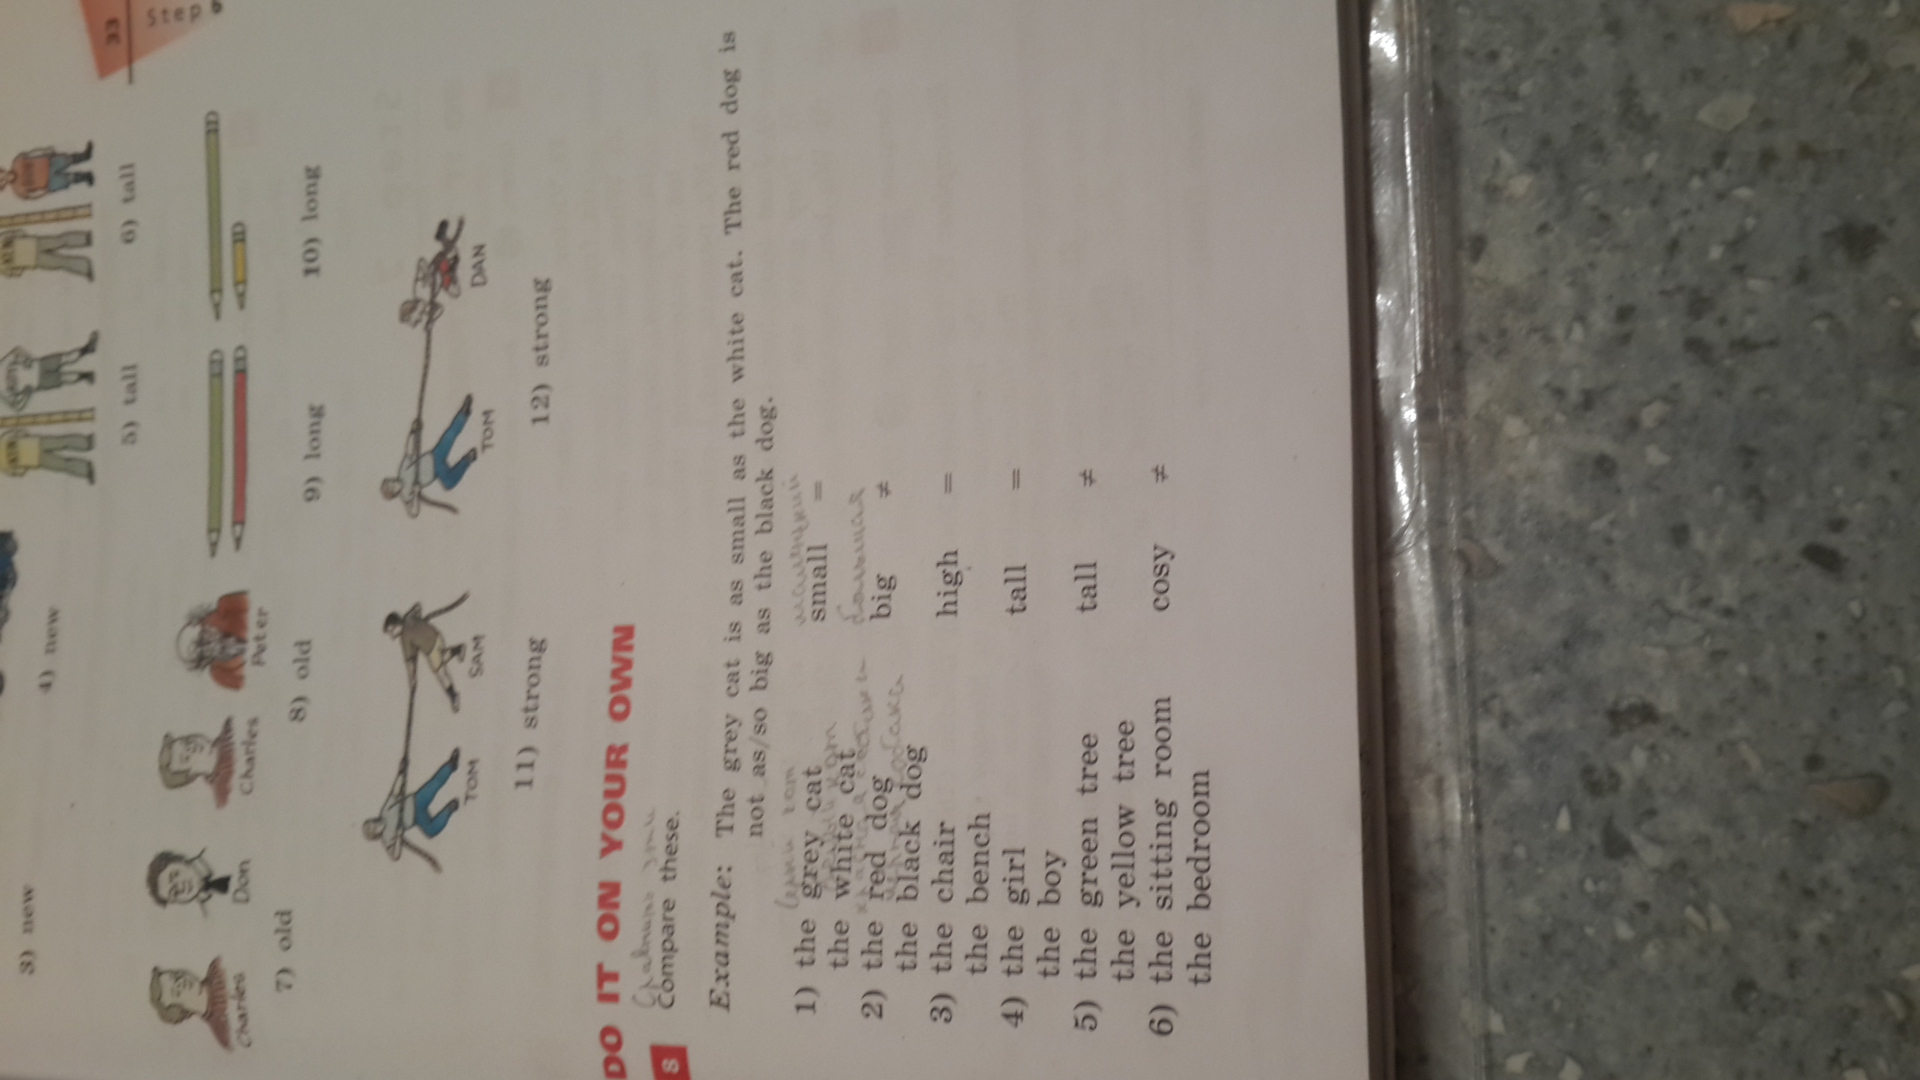 33
Step 6
3) new 4) new 5) tall 6) tall
Charles Don Charles Peter
7) old 8) old 9) long 10) long
TOM SAM TOM DAN
11) strong 12) strong
DO IT ON YOUR OWN
Сравни эти
8 Compare these.
Example: The grey cat is as small as the white cat. The red dog is
not as/so big as the black dog.
маленький
1) the grey cat small =
the white cat
большая
2) the red dog big ≠
the black dog
3) the chair high =
the bench
4) the girl tall =
the boy
5) the green tree tall ≠
the yellow tree
6) the sitting room cosy ≠
the bedroom